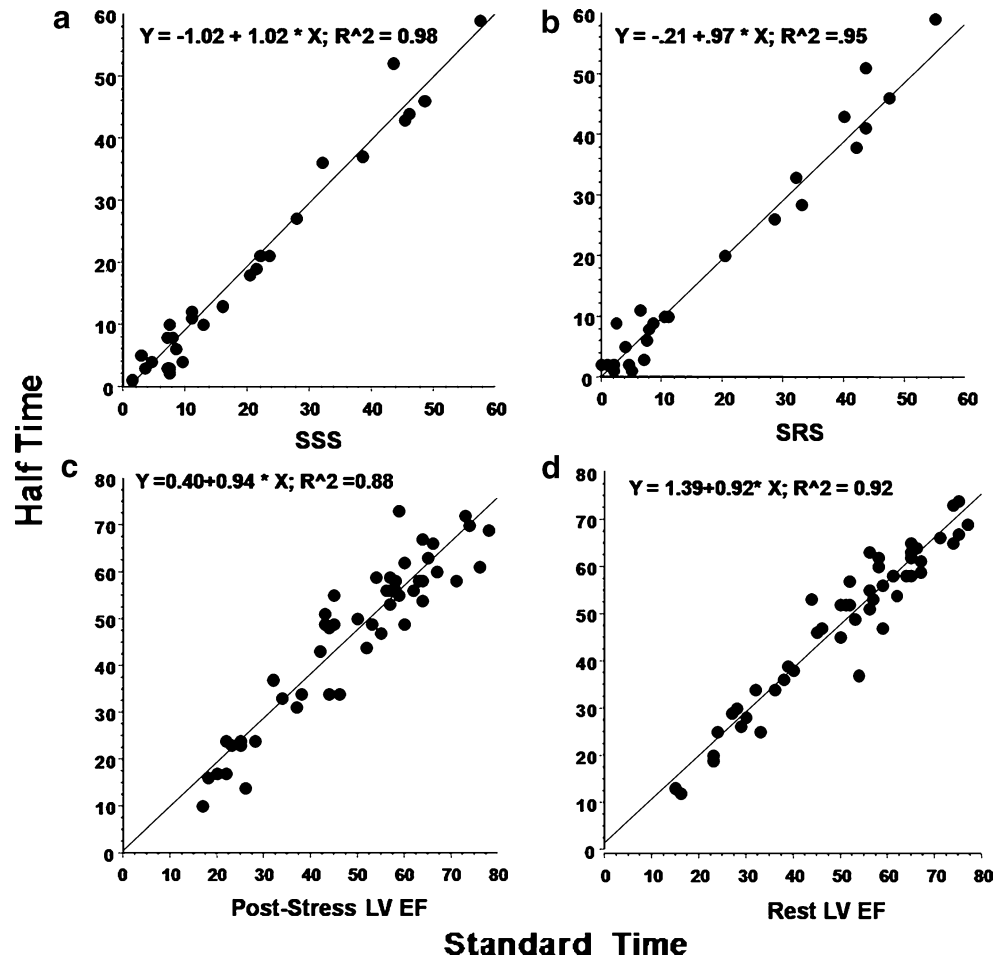 a
Y = -1.02 + 1.02 * X; R^2 = 0.98
60
50
40
30
20
10
0
0 10 20 30 40 50 60
SSS
b
Y = -.21 +.97 * X; R^2 =.95
60
50
40
30
20
10
0
0 10 20 30 40 50 60
SRS
Half Time
c
Y =0.40+0.94 * X; R^2 =0.88
80
70
60
50
40
30
20
10
0
0 10 20 30 40 50 60 70 80
Post-Stress LV EF
d
Y = 1.39+0.92* X; R^2 = 0.92
80
70
60
50
40
30
20
10
0
0 10 20 30 40 50 60 70 80
Rest LV EF
Standard Time